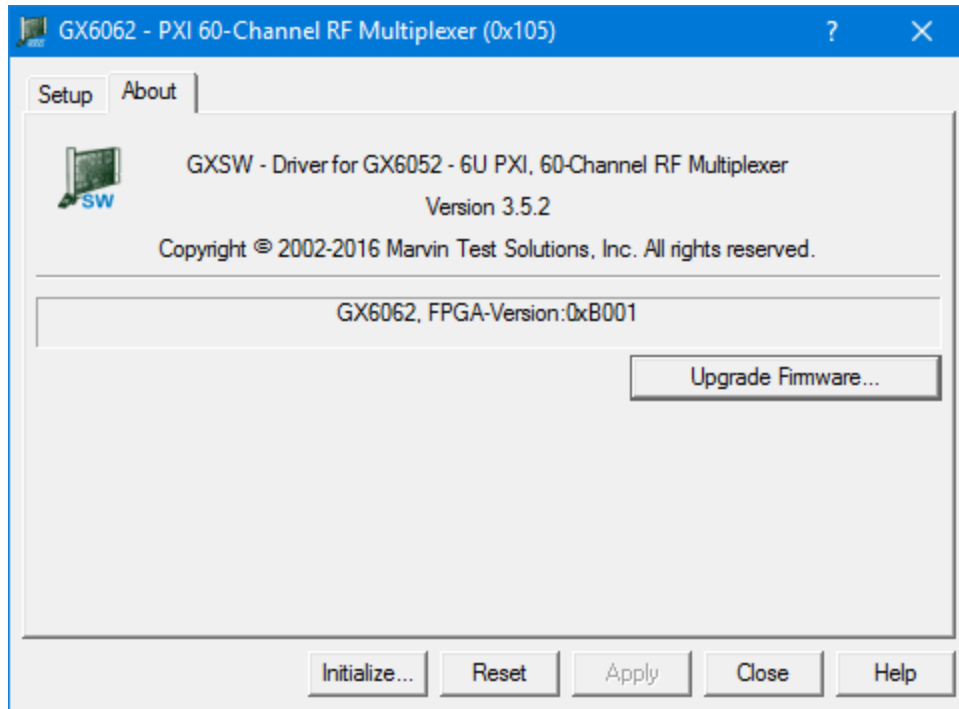 GX6062 - PXI 60-Channel RF Multiplexer (0x105) ?
Setup About
GXSW - Driver for GX6052 - 6U PXI, 60-Channel RF Multiplexer
SW
Version 3.5.2
Copyright © 2002-2016 Marvin Test Solutions, Inc. All rights reserved.
GX6062, FPGA-Version:0xB001
Upgrade Firmware...
Initialize... Reset Apply Close Help